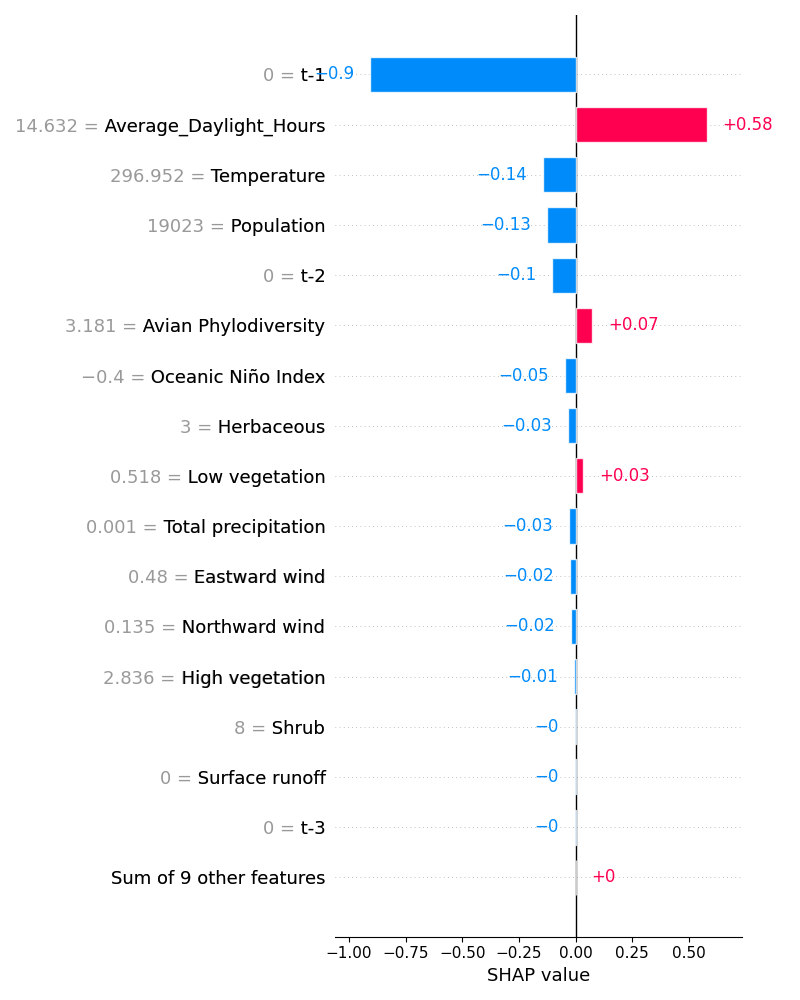 0 = t-1 −0.9
14.632 = Average_Daylight_Hours +0.58
296.952 = Temperature −0.14
19023 = Population −0.13
0 = t-2 −0.1
3.181 = Avian Phylodiversity +0.07
−0.4 = Oceanic Niño Index −0.05
3 = Herbaceous −0.03
0.518 = Low vegetation +0.03
0.001 = Total precipitation −0.03
0.48 = Eastward wind −0.02
0.135 = Northward wind −0.02
2.836 = High vegetation −0.01
8 = Shrub −0
0 = Surface runoff −0
0 = t-3 −0
Sum of 9 other features +0
−1.00 −0.75 −0.50 −0.25 0.00 0.25 0.50
SHAP value